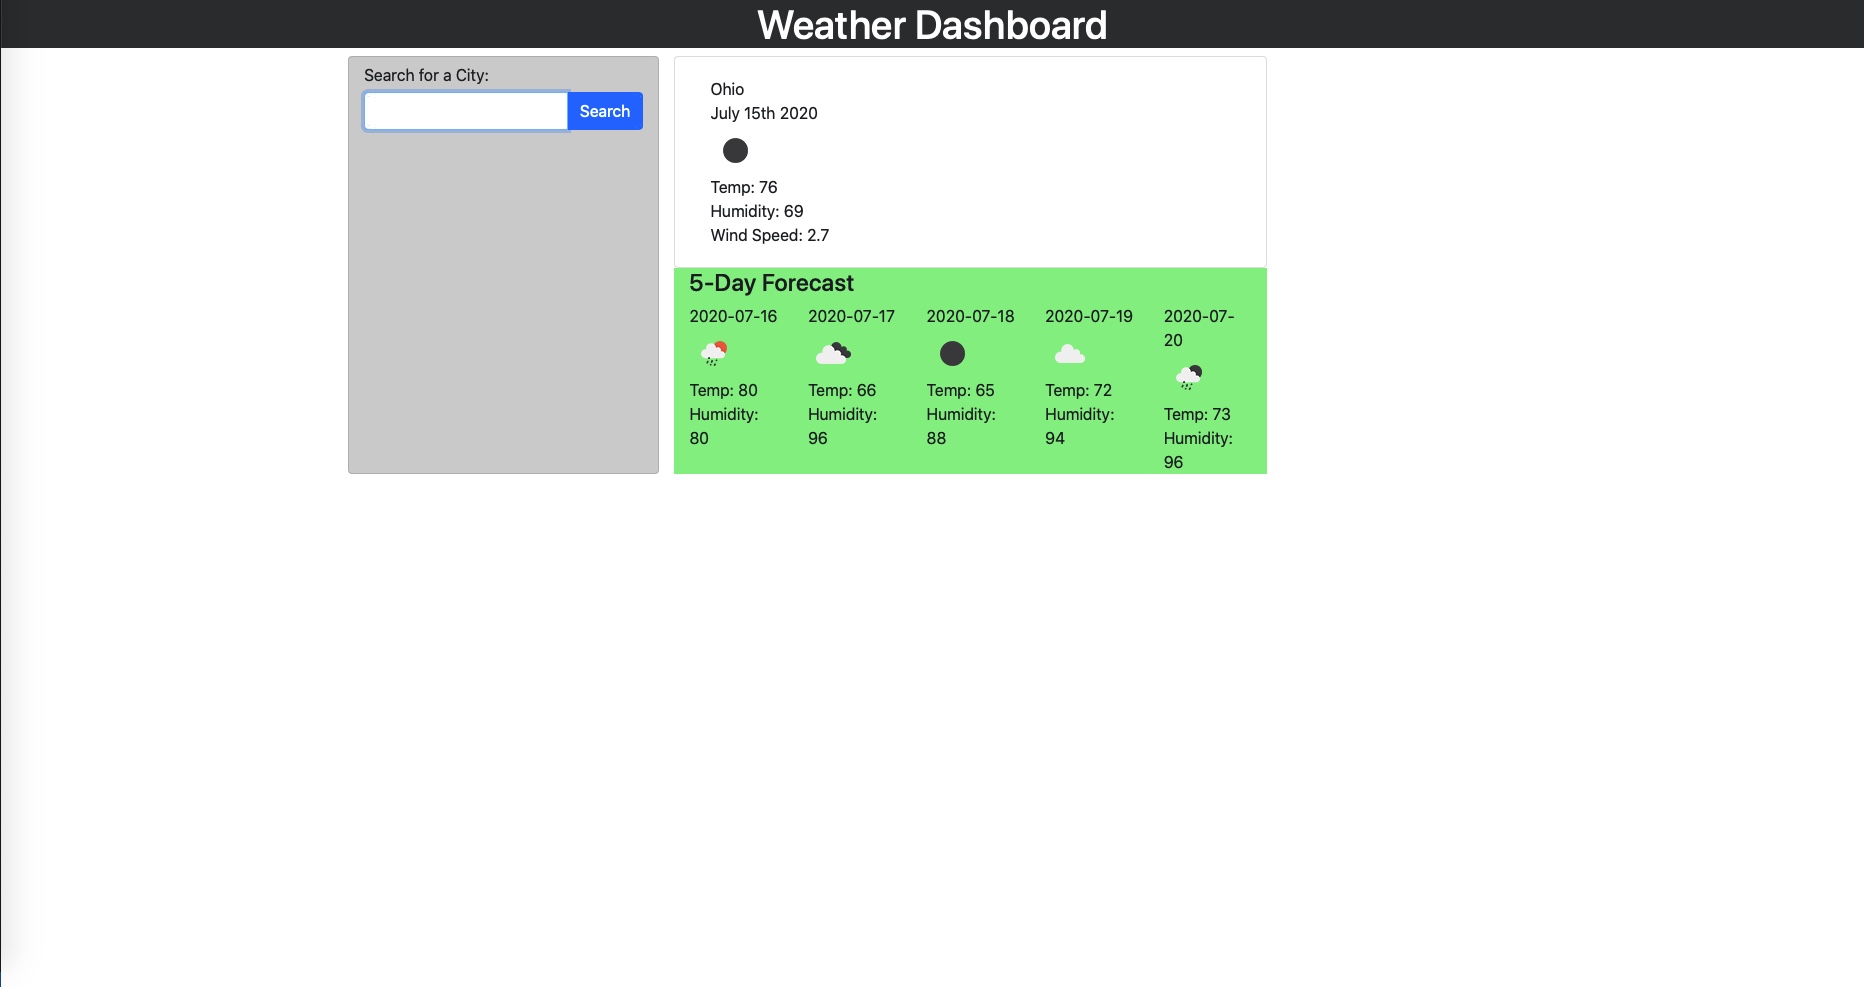 Weather Dashboard
Search for a City:
Search
Ohio
July 15th 2020
Temp: 76
Humidity: 69
Wind Speed: 2.7
5-Day Forecast
2020-07-16
Temp: 80
Humidity:
80
2020-07-17
Temp: 66
Humidity:
96
2020-07-18
Temp: 65
Humidity:
88
2020-07-19
Temp: 72
Humidity:
94
2020-07-
20
Temp: 73
Humidity:
96